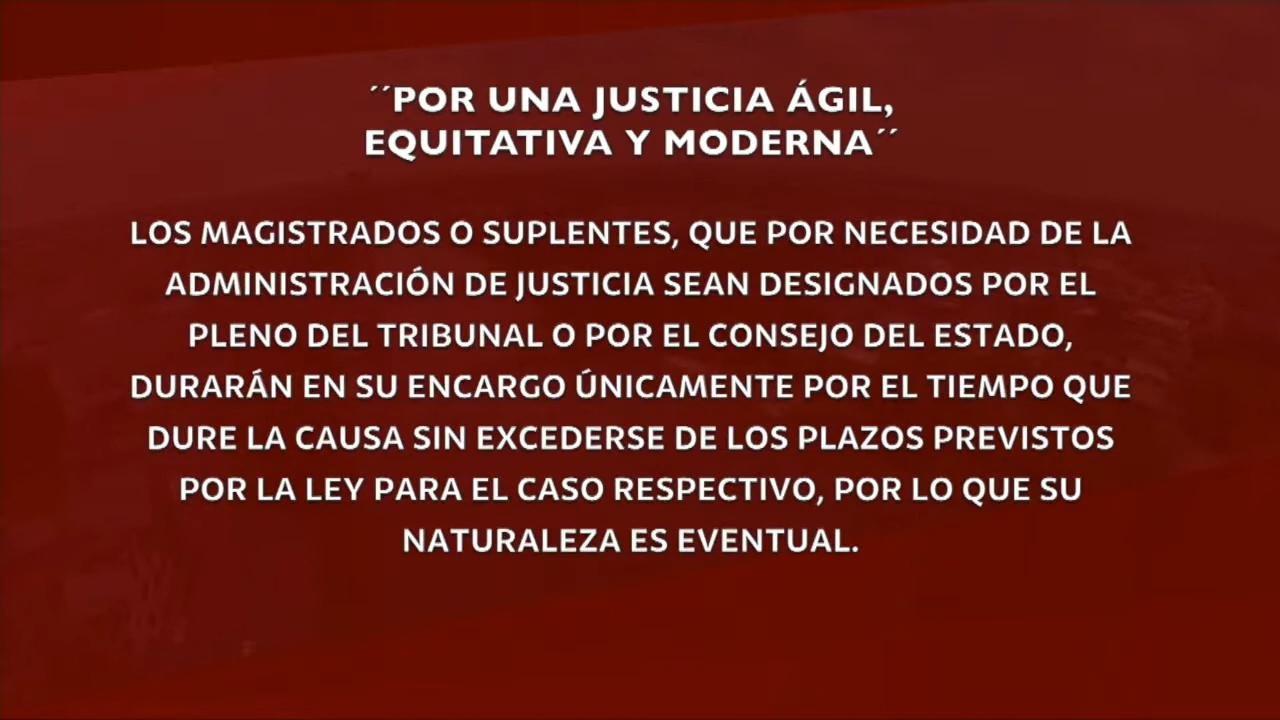 ´´POR UNA JUSTICIA ÁGIL,
EQUITATIVA Y MODERNA´´
LOS MAGISTRADOS O SUPLENTES, QUE POR NECESIDAD DE LA
ADMINISTRACIÓN DE JUSTICIA SEAN DESIGNADOS POR EL
PLENO DEL TRIBUNAL O POR EL CONSEJO DEL ESTADO,
DURARÁN EN SU ENCARGO ÚNICAMENTE POR EL TIEMPO QUE
DURE LA CAUSA SIN EXCEDERSE DE LOS PLAZOS PREVISTOS
POR LA LEY PARA EL CASO RESPECTIVO, POR LO QUE SU
NATURALEZA ES EVENTUAL.